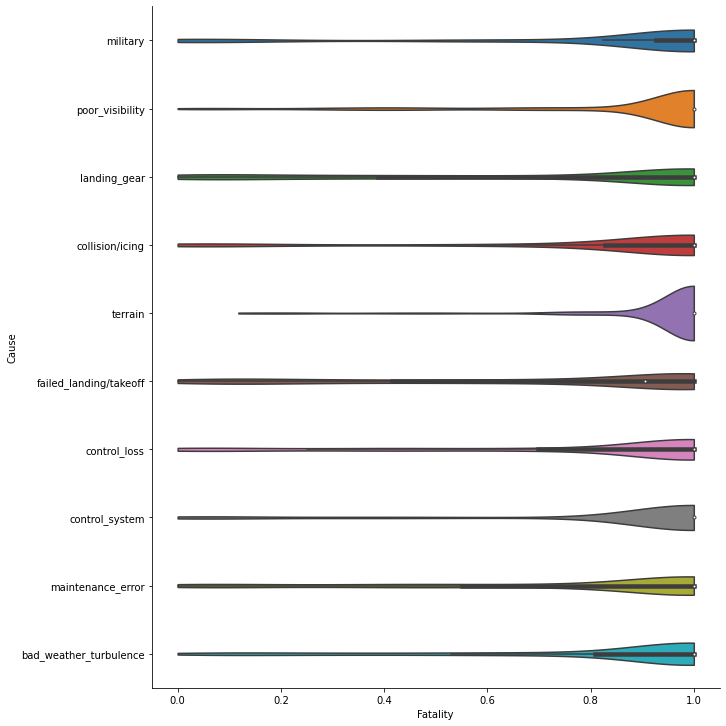 military
poor_visibility
landing_gear
collision/icing
terrain
failed_landing/takeoff
control_loss
control_system
maintenance_error
bad_weather_turbulence
Cause
0.0 0.2 0.4 0.6 0.8 1.0
Fatality